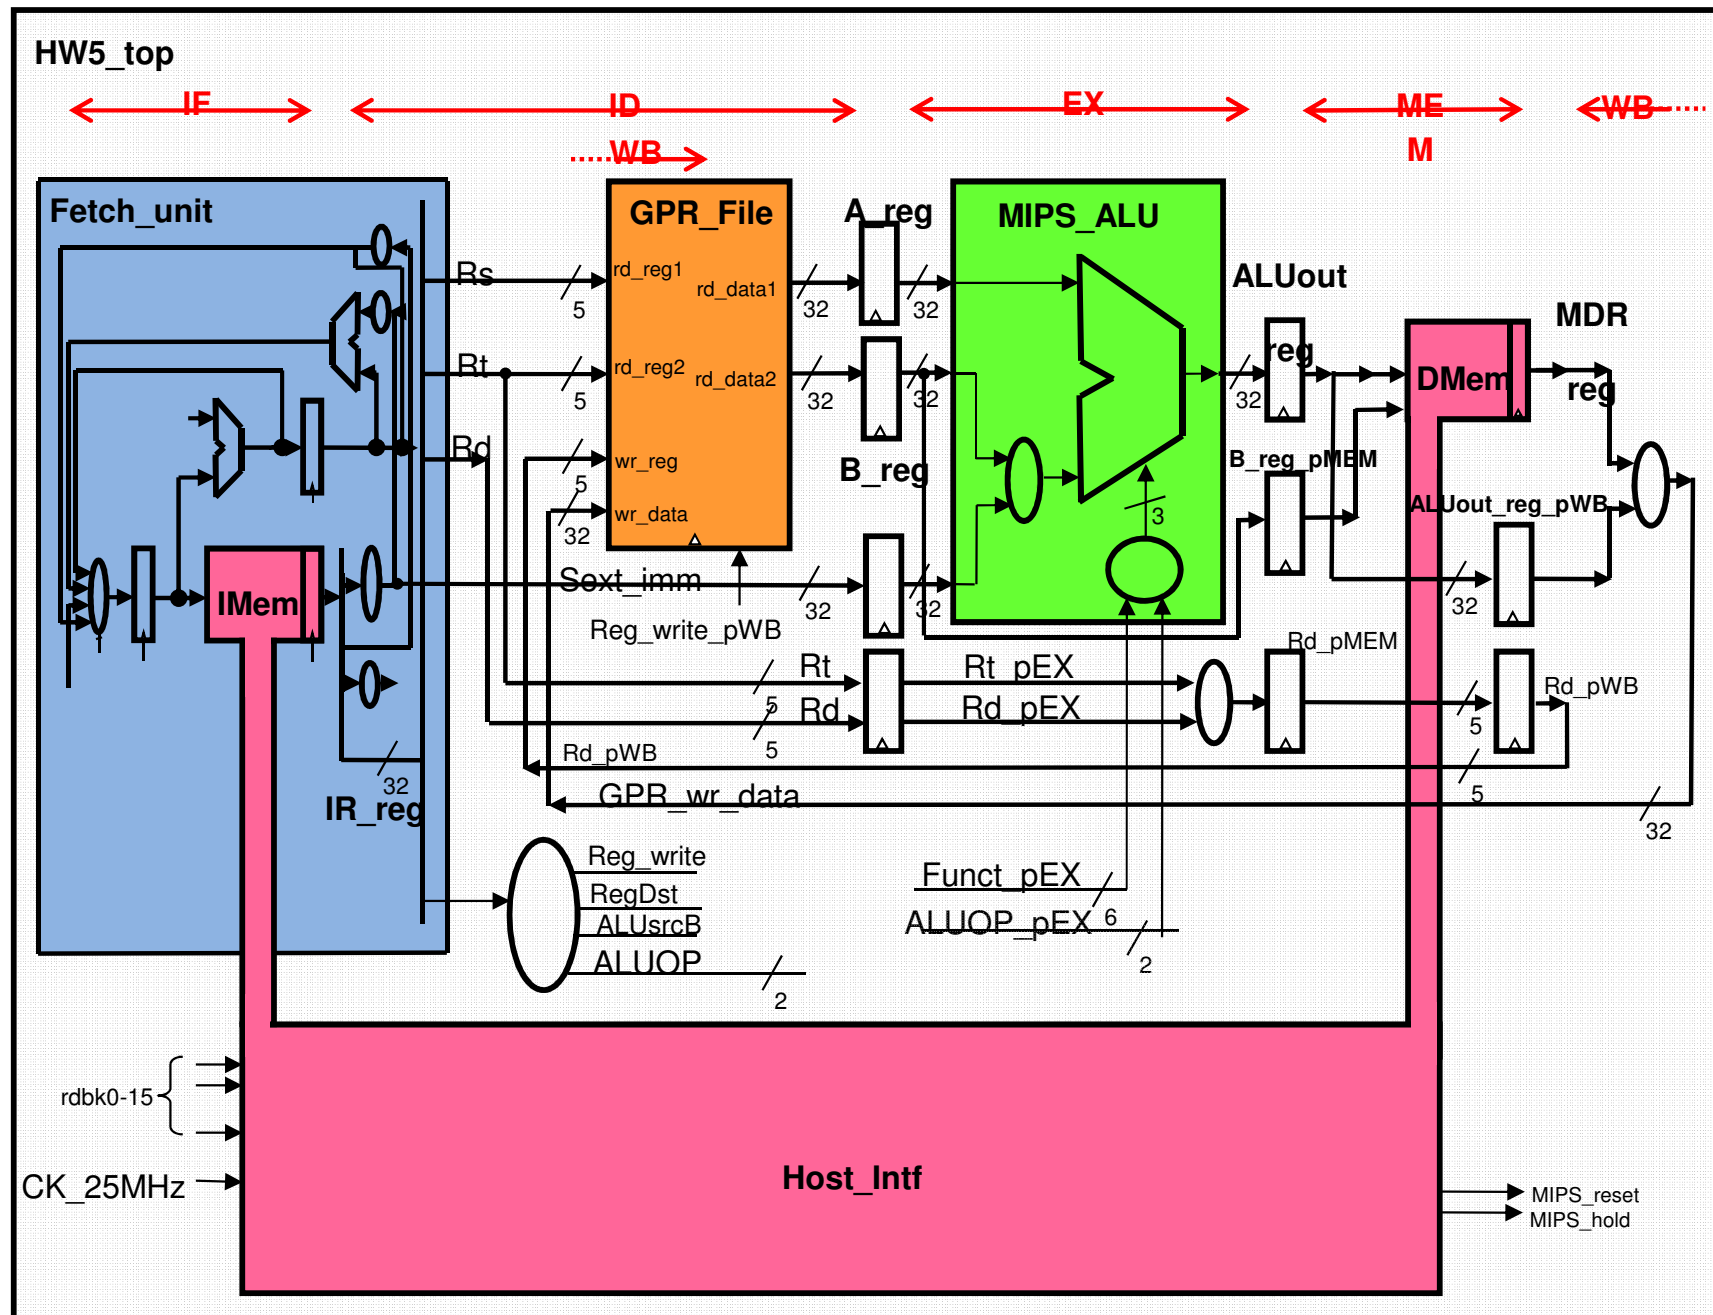 HW5_top
IF
ID
EX
ME
M
WB
WB
Fetch_unit
GPR_File
A_reg
MIPS_ALU
Rs
5
rd_reg1
rd_data1
32
32
ALUout
reg
MDR
reg
Rt
5
rd_reg2
rd_data2
32
32
32
DMem
Rd
5
wr_reg
B_reg
B_reg_pMEM
32
wr_data
3
ALUout_reg_pWB
IMem
Sext_imm
32
32
32
Reg_write_pWB
Rd_pMEM
Rt
5
Rt_pEX
Rd
5
Rd_pEX
5
Rd_pWB
Rd_pWB
5
32
IR_reg
GPR_wr_data
32
Reg_write
RegDst
ALUsrcB
ALUOP
2
Funct_pEX
6
ALUOP_pEX
2
rdbk0-15
CK_25MHz
Host_Intf
MIPS_reset
MIPS_hold